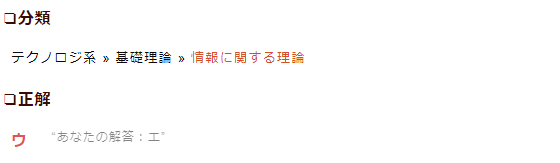 ❏分類
テクノロジ系 » 基礎理論 » 情報に関する理論
❏正解
ウ “あなたの解答：エ”